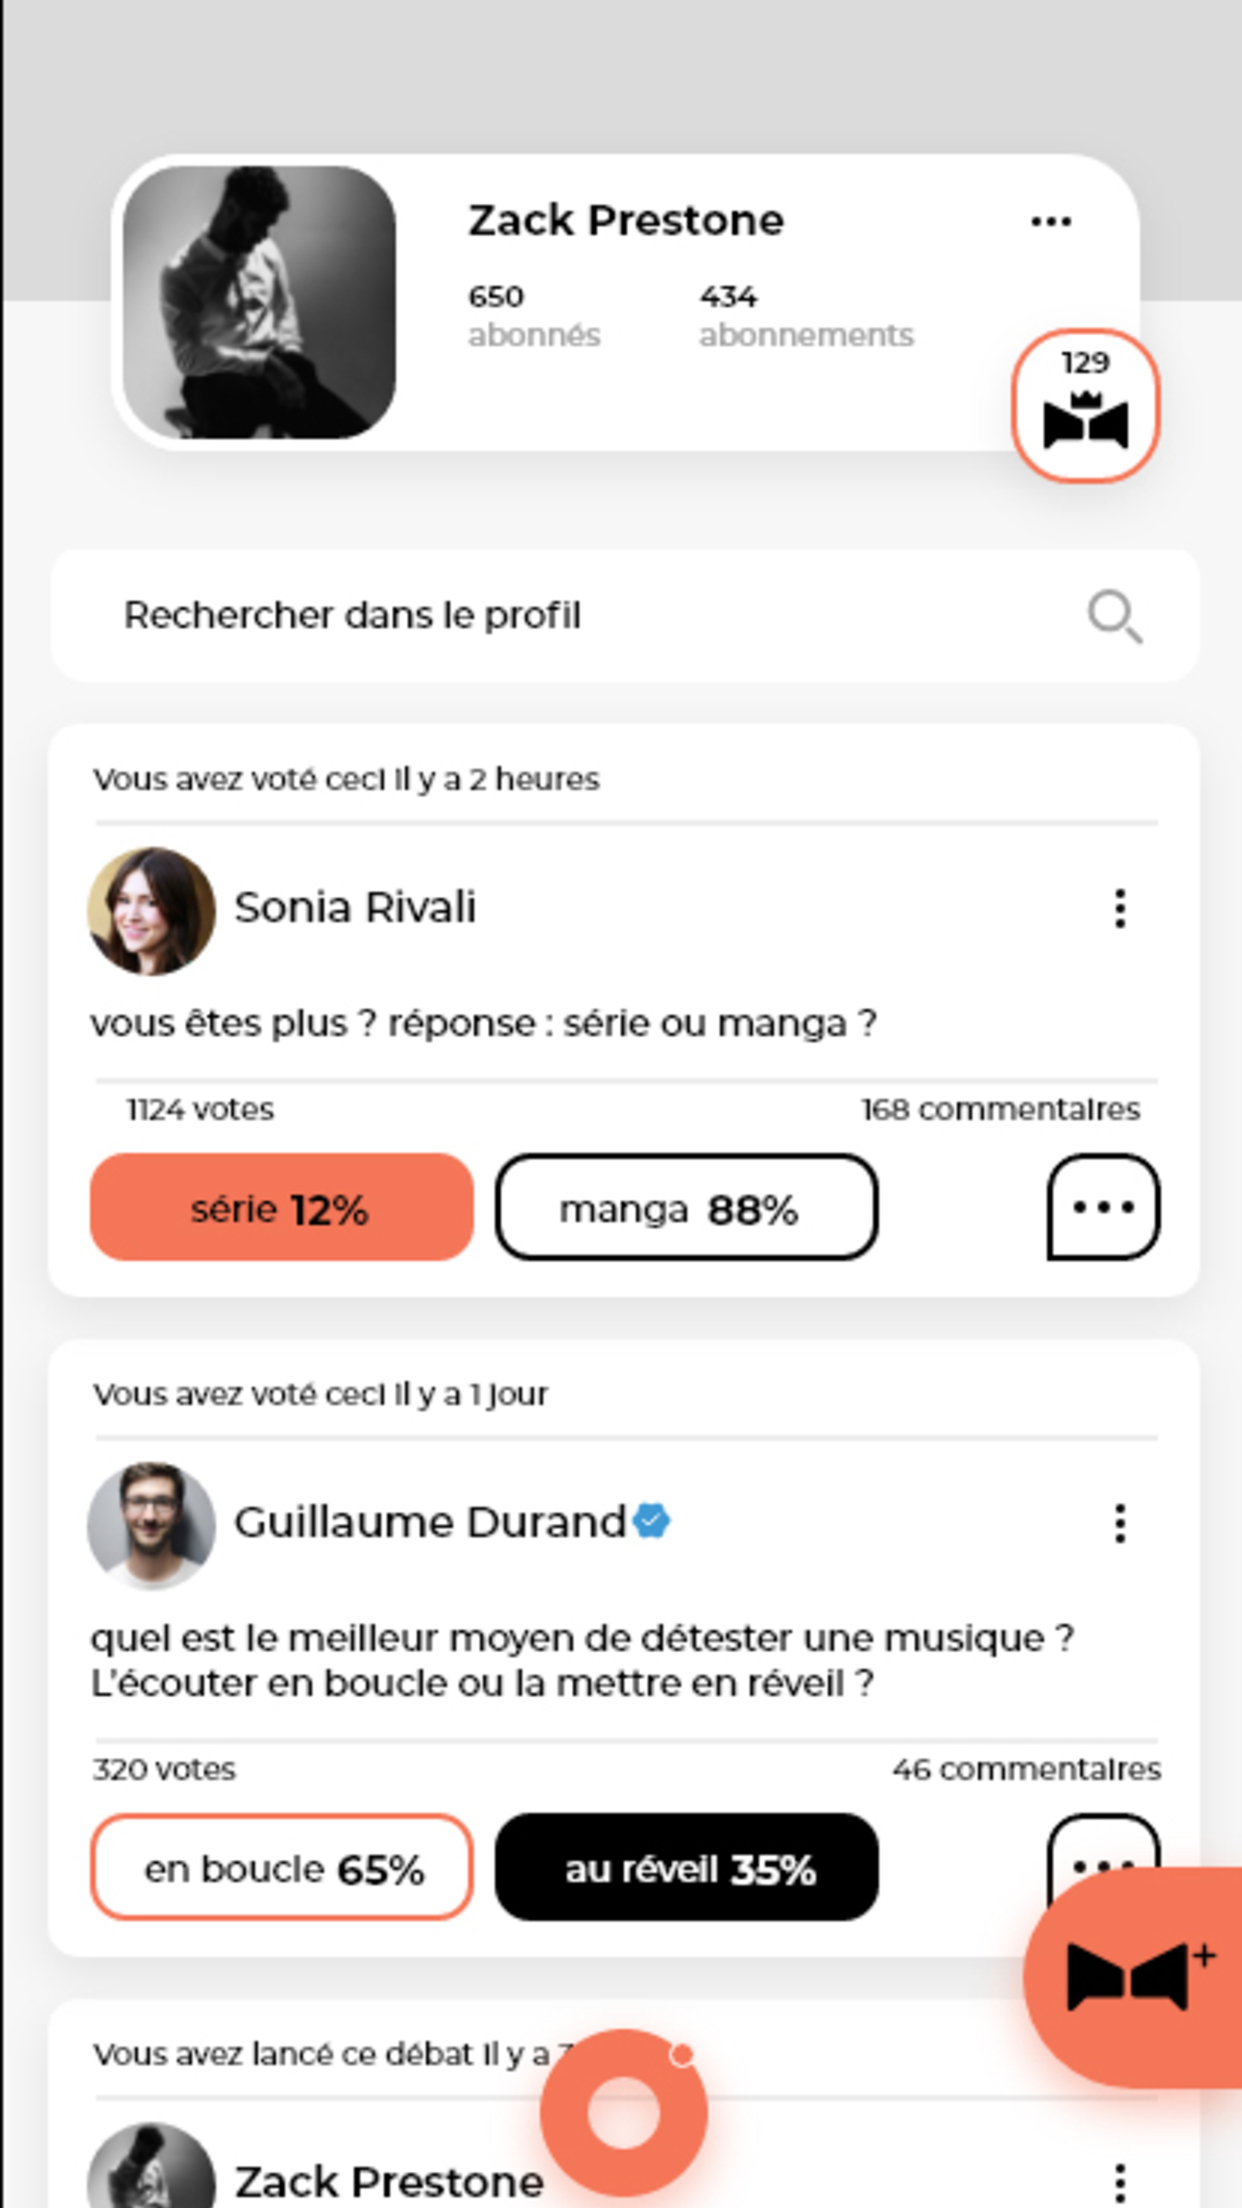 Zack Prestone
650
abonnés
434
abonnements
129
Rechercher dans le profil
Vous avez voté ceci il y a 2 heures
Sonia Rivali
vous êtes plus ? réponse : série ou manga ?
1124 votes
168 commentaires
série 12%
manga 88%
Vous avez voté ceci il y a 1 jour
Guillaume Durand
quel est le meilleur moyen de détester une musique ?
L’écouter en boucle ou la mettre en réveil ?
320 votes
46 commentaires
en boucle 65%
au réveil 35%
+
Vous avez lancé ce débat il y a
Zack Prestone